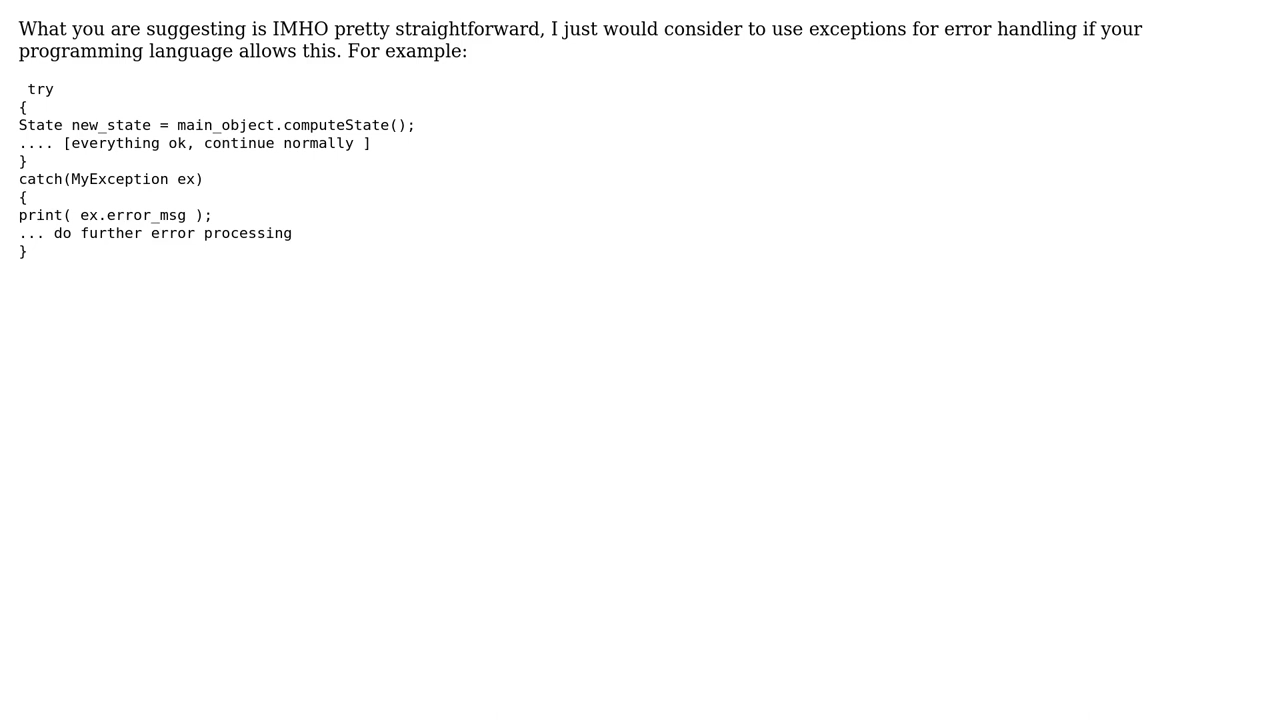 What you are suggesting is IMHO pretty straightforward, I just would consider to use exceptions for error handling if your
programming language allows this. For example:
 try
{
State new_state = main_object.computeState();
.... [everything ok, continue normally ]
}
catch(MyException ex)
{
print( ex.error_msg );
... do further error processing
}